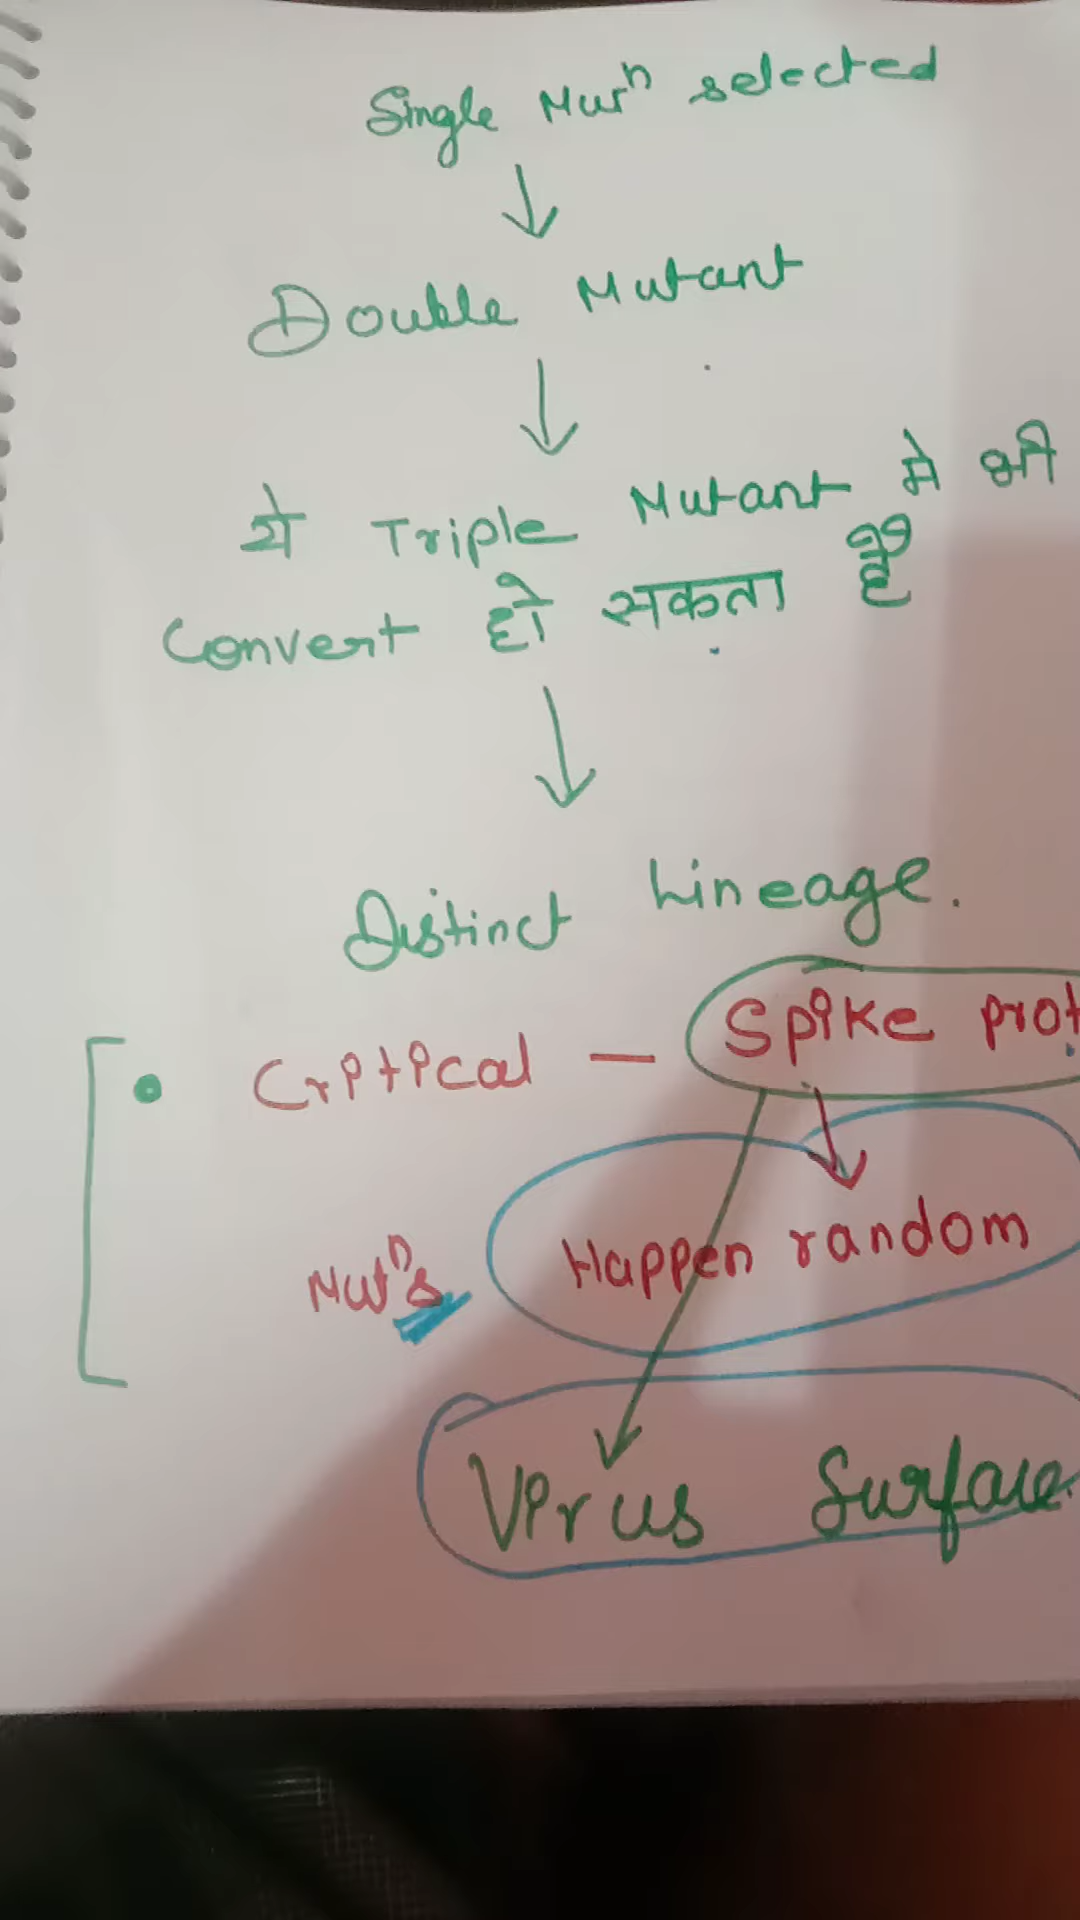 Single Mutⁿ selected
Double Mutant
ये Triple Mutant मे भी
convert हो सकता है
Distinct Lineage.
• Critical — Spike prot
Mutⁿs Happen random
Virus Surface